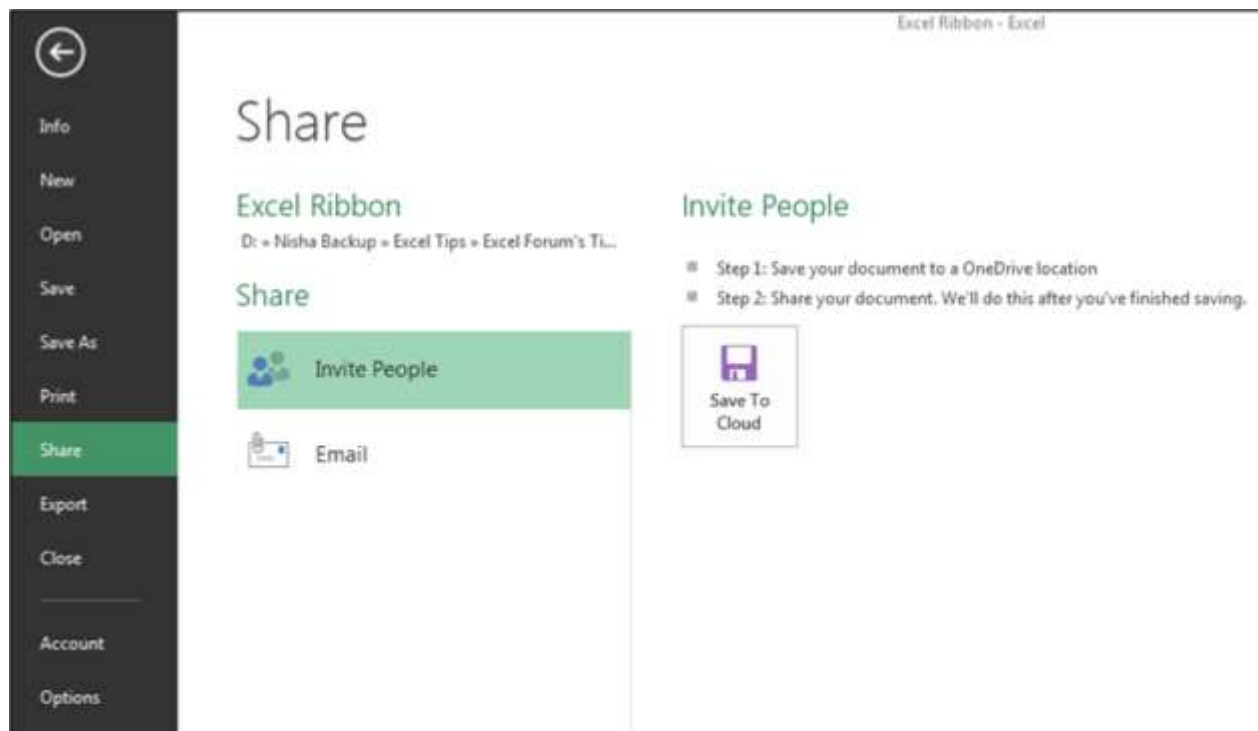 Excel Ribbon - Excel
Info
New
Open
Save
Save As
Print
Share
Export
Close
Account
Options
Share
Excel Ribbon
D: » Nisha Backup » Excel Tips » Excel Forum's Ti...
Share
Invite People
Email
Invite People
Step 1: Save your document to a OneDrive location
Step 2: Share your document. We'll do this after you've finished saving.
Save To
Cloud